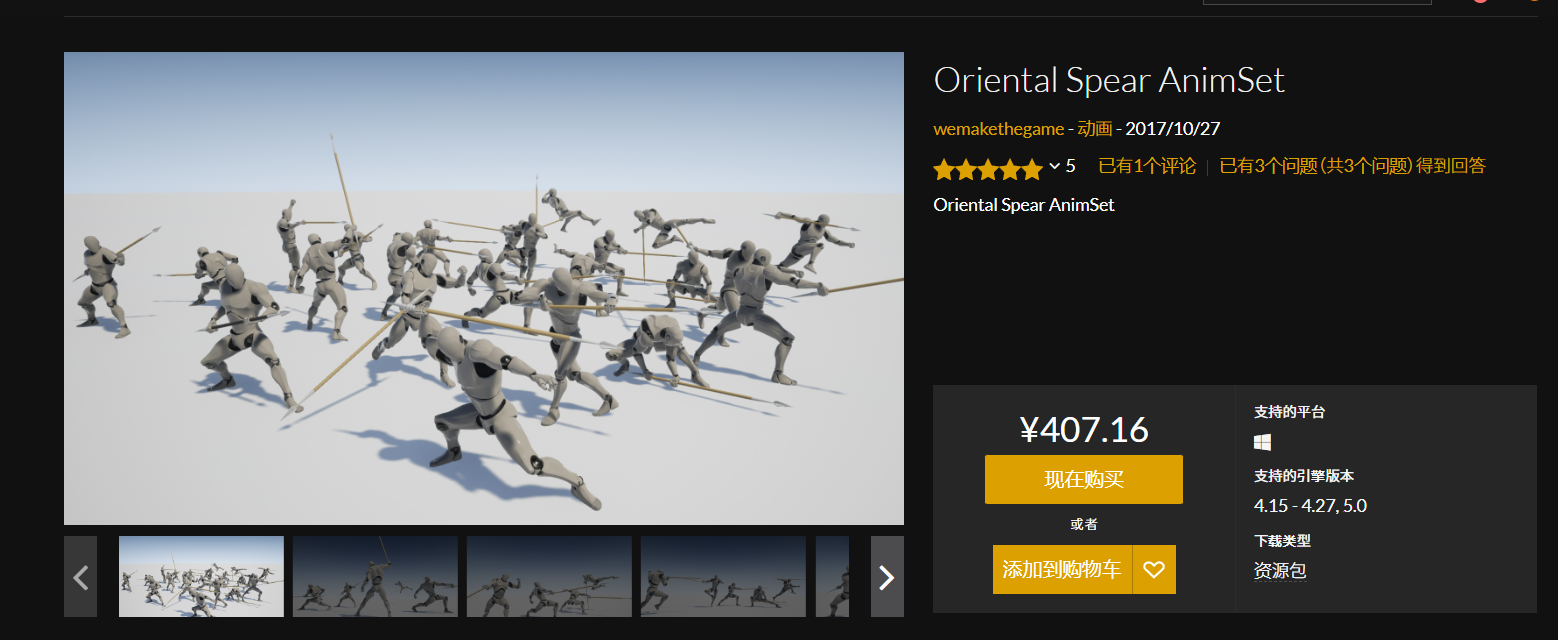 Oriental Spear AnimSet
wemakethegame - 动画 - 2017/10/27
5 已有1个评论 | 已有3个问题 (共3个问题) 得到回答
Oriental Spear AnimSet
¥407.16
现在购买
或者
添加到购物车
支持的平台
支持的引擎版本
4.15 - 4.27, 5.0
下载类型
资源包